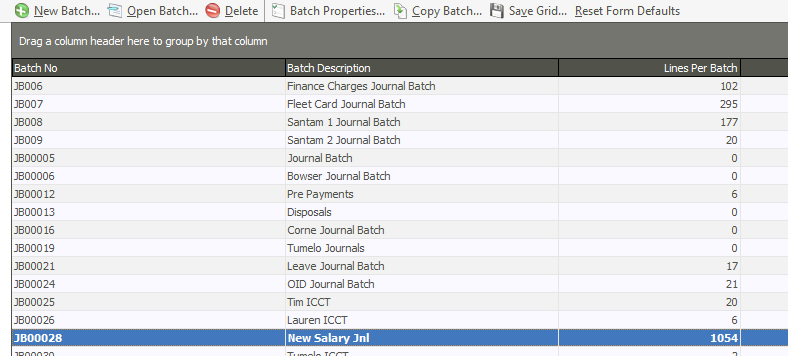 New Batch... Open Batch... Delete Batch Properties... Copy Batch... Save Grid... Reset Form Defaults
Drag a column header here to group by that column
Batch No Batch Description Lines Per Batch
JB006 Finance Charges Journal Batch 102
JB007 Fleet Card Journal Batch 295
JB008 Santam 1 Journal Batch 177
JB009 Santam 2 Journal Batch 20
JB00005 Journal Batch 0
JB00006 Bowser Journal Batch 0
JB00012 Pre Payments 6
JB00013 Disposals 0
JB00016 Corne Journal Batch 0
JB00019 Tumelo Journals 0
JB00021 Leave Journal Batch 17
JB00024 OID Journal Batch 21
JB00025 Tim ICCT 20
JB00026 Lauren ICCT 6
JB00028 New Salary Jnl 1054
Tumelo ICCT